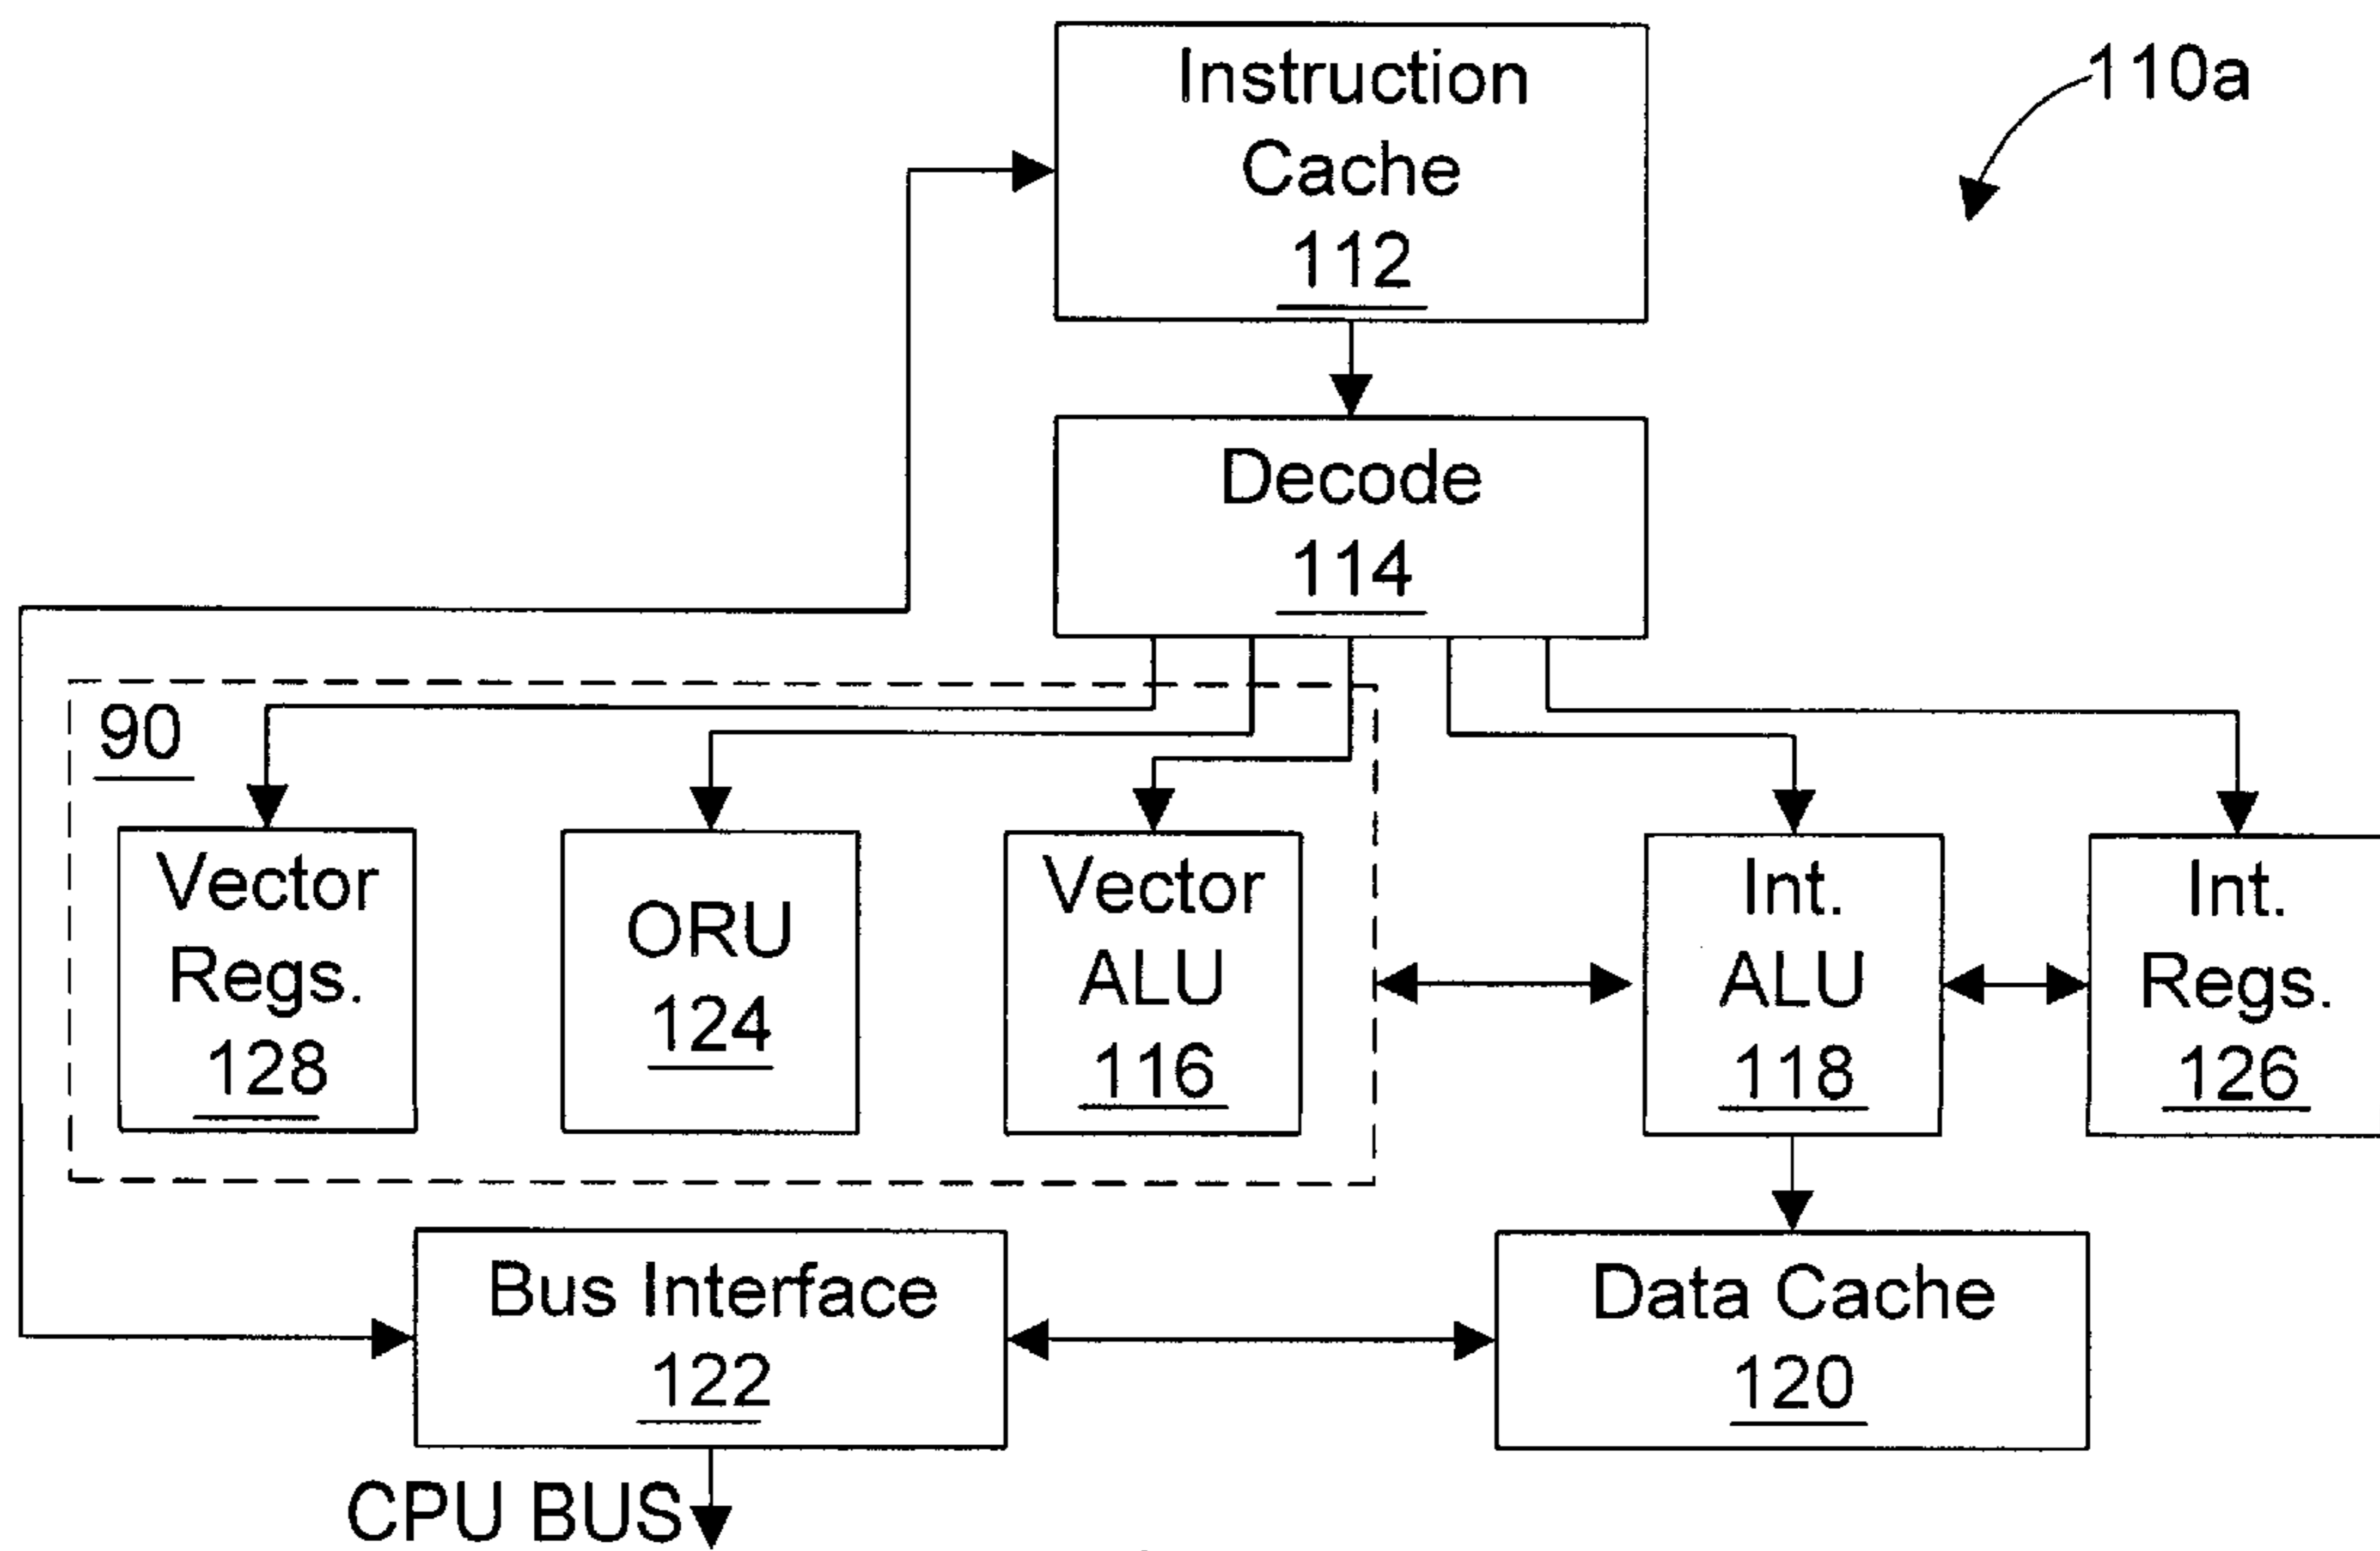 Instruction
Cache
112
110a
Decode
114
90
Vector
Regs.
128
ORU
124
Vector
ALU
116
Int.
ALU
118
Int.
Regs.
126
Bus Interface
122
Data Cache
120
CPU BUS